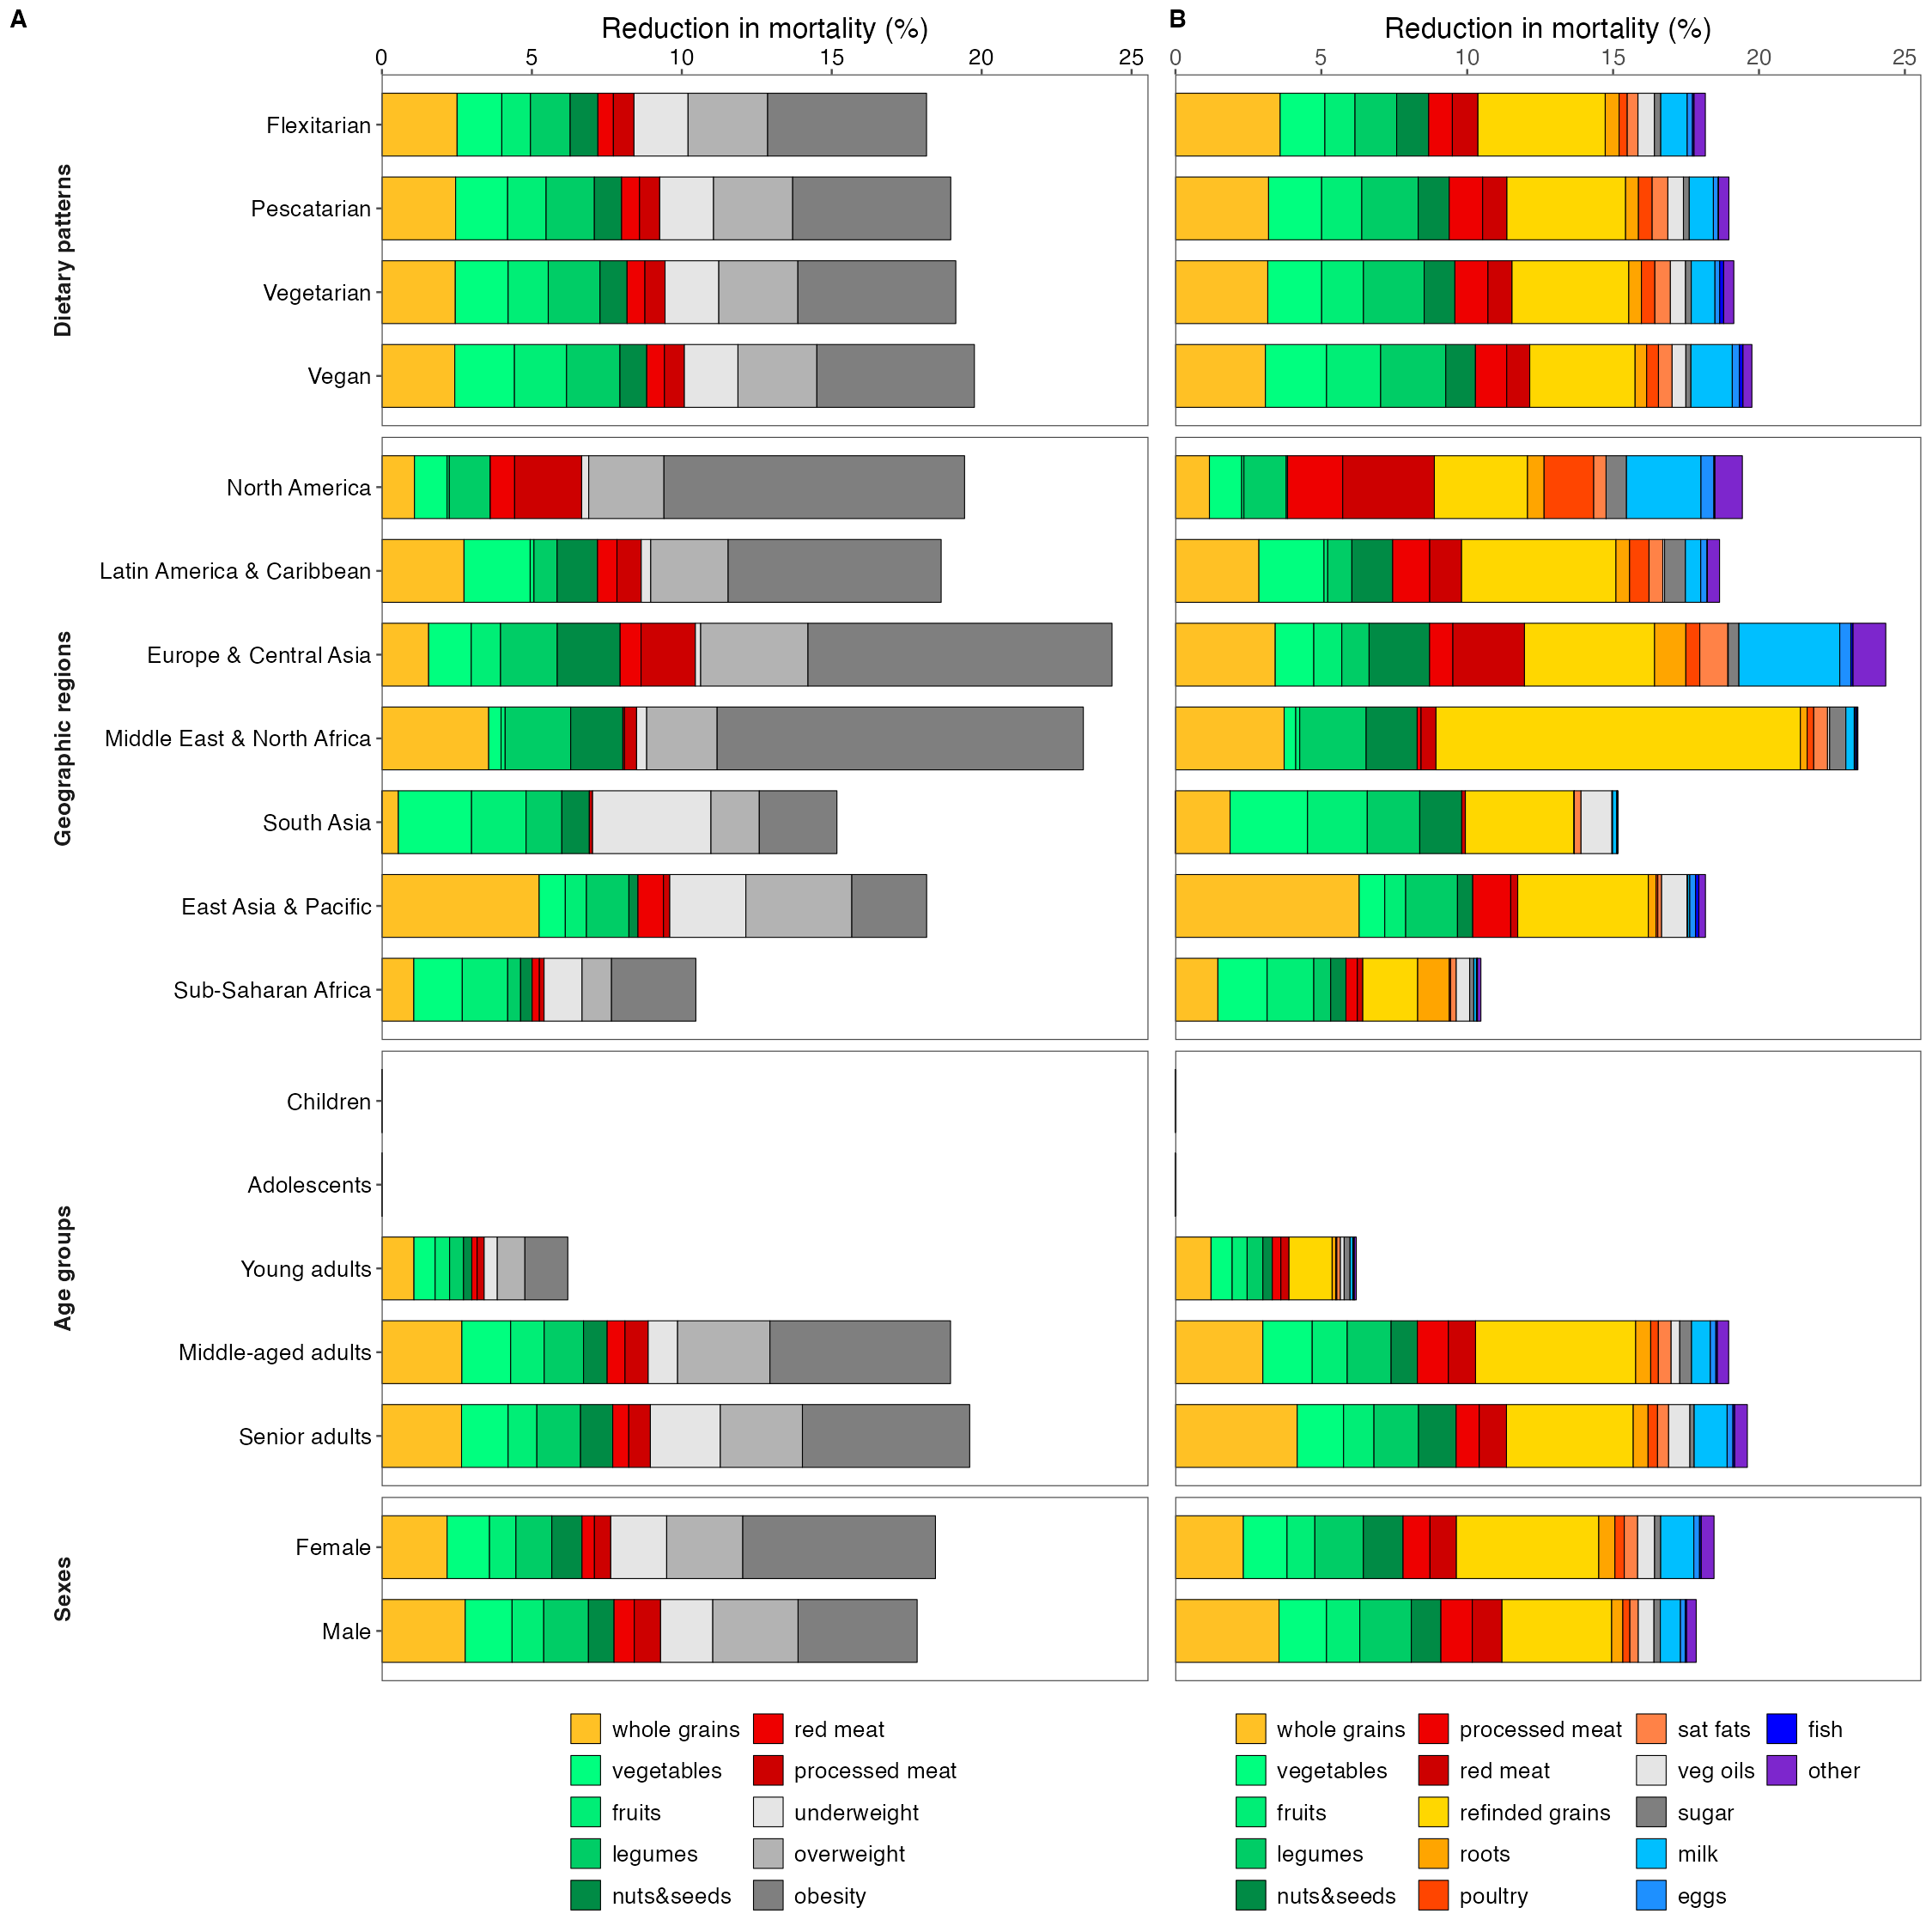 A
Reduction in mortality (%)
0 5 10 15 20 25
B
Reduction in mortality (%)
0 5 10 15 20 25
Dietary patterns
Flexitarian
Pescatarian
Vegetarian
Vegan
Geographic regions
North America
Latin America & Caribbean
Europe & Central Asia
Middle East & North Africa
South Asia
East Asia & Pacific
Sub-Saharan Africa
Age groups
Children
Adolescents
Young adults
Middle-aged adults
Senior adults
Sexes
Female
Male
whole grains
vegetables
fruits
legumes
nuts&seeds
red meat
processed meat
underweight
overweight
obesity
whole grains
vegetables
fruits
legumes
nuts&seeds
processed meat
red meat
refinded grains
roots
poultry
sat fats
veg oils
sugar
milk
eggs
fish
other